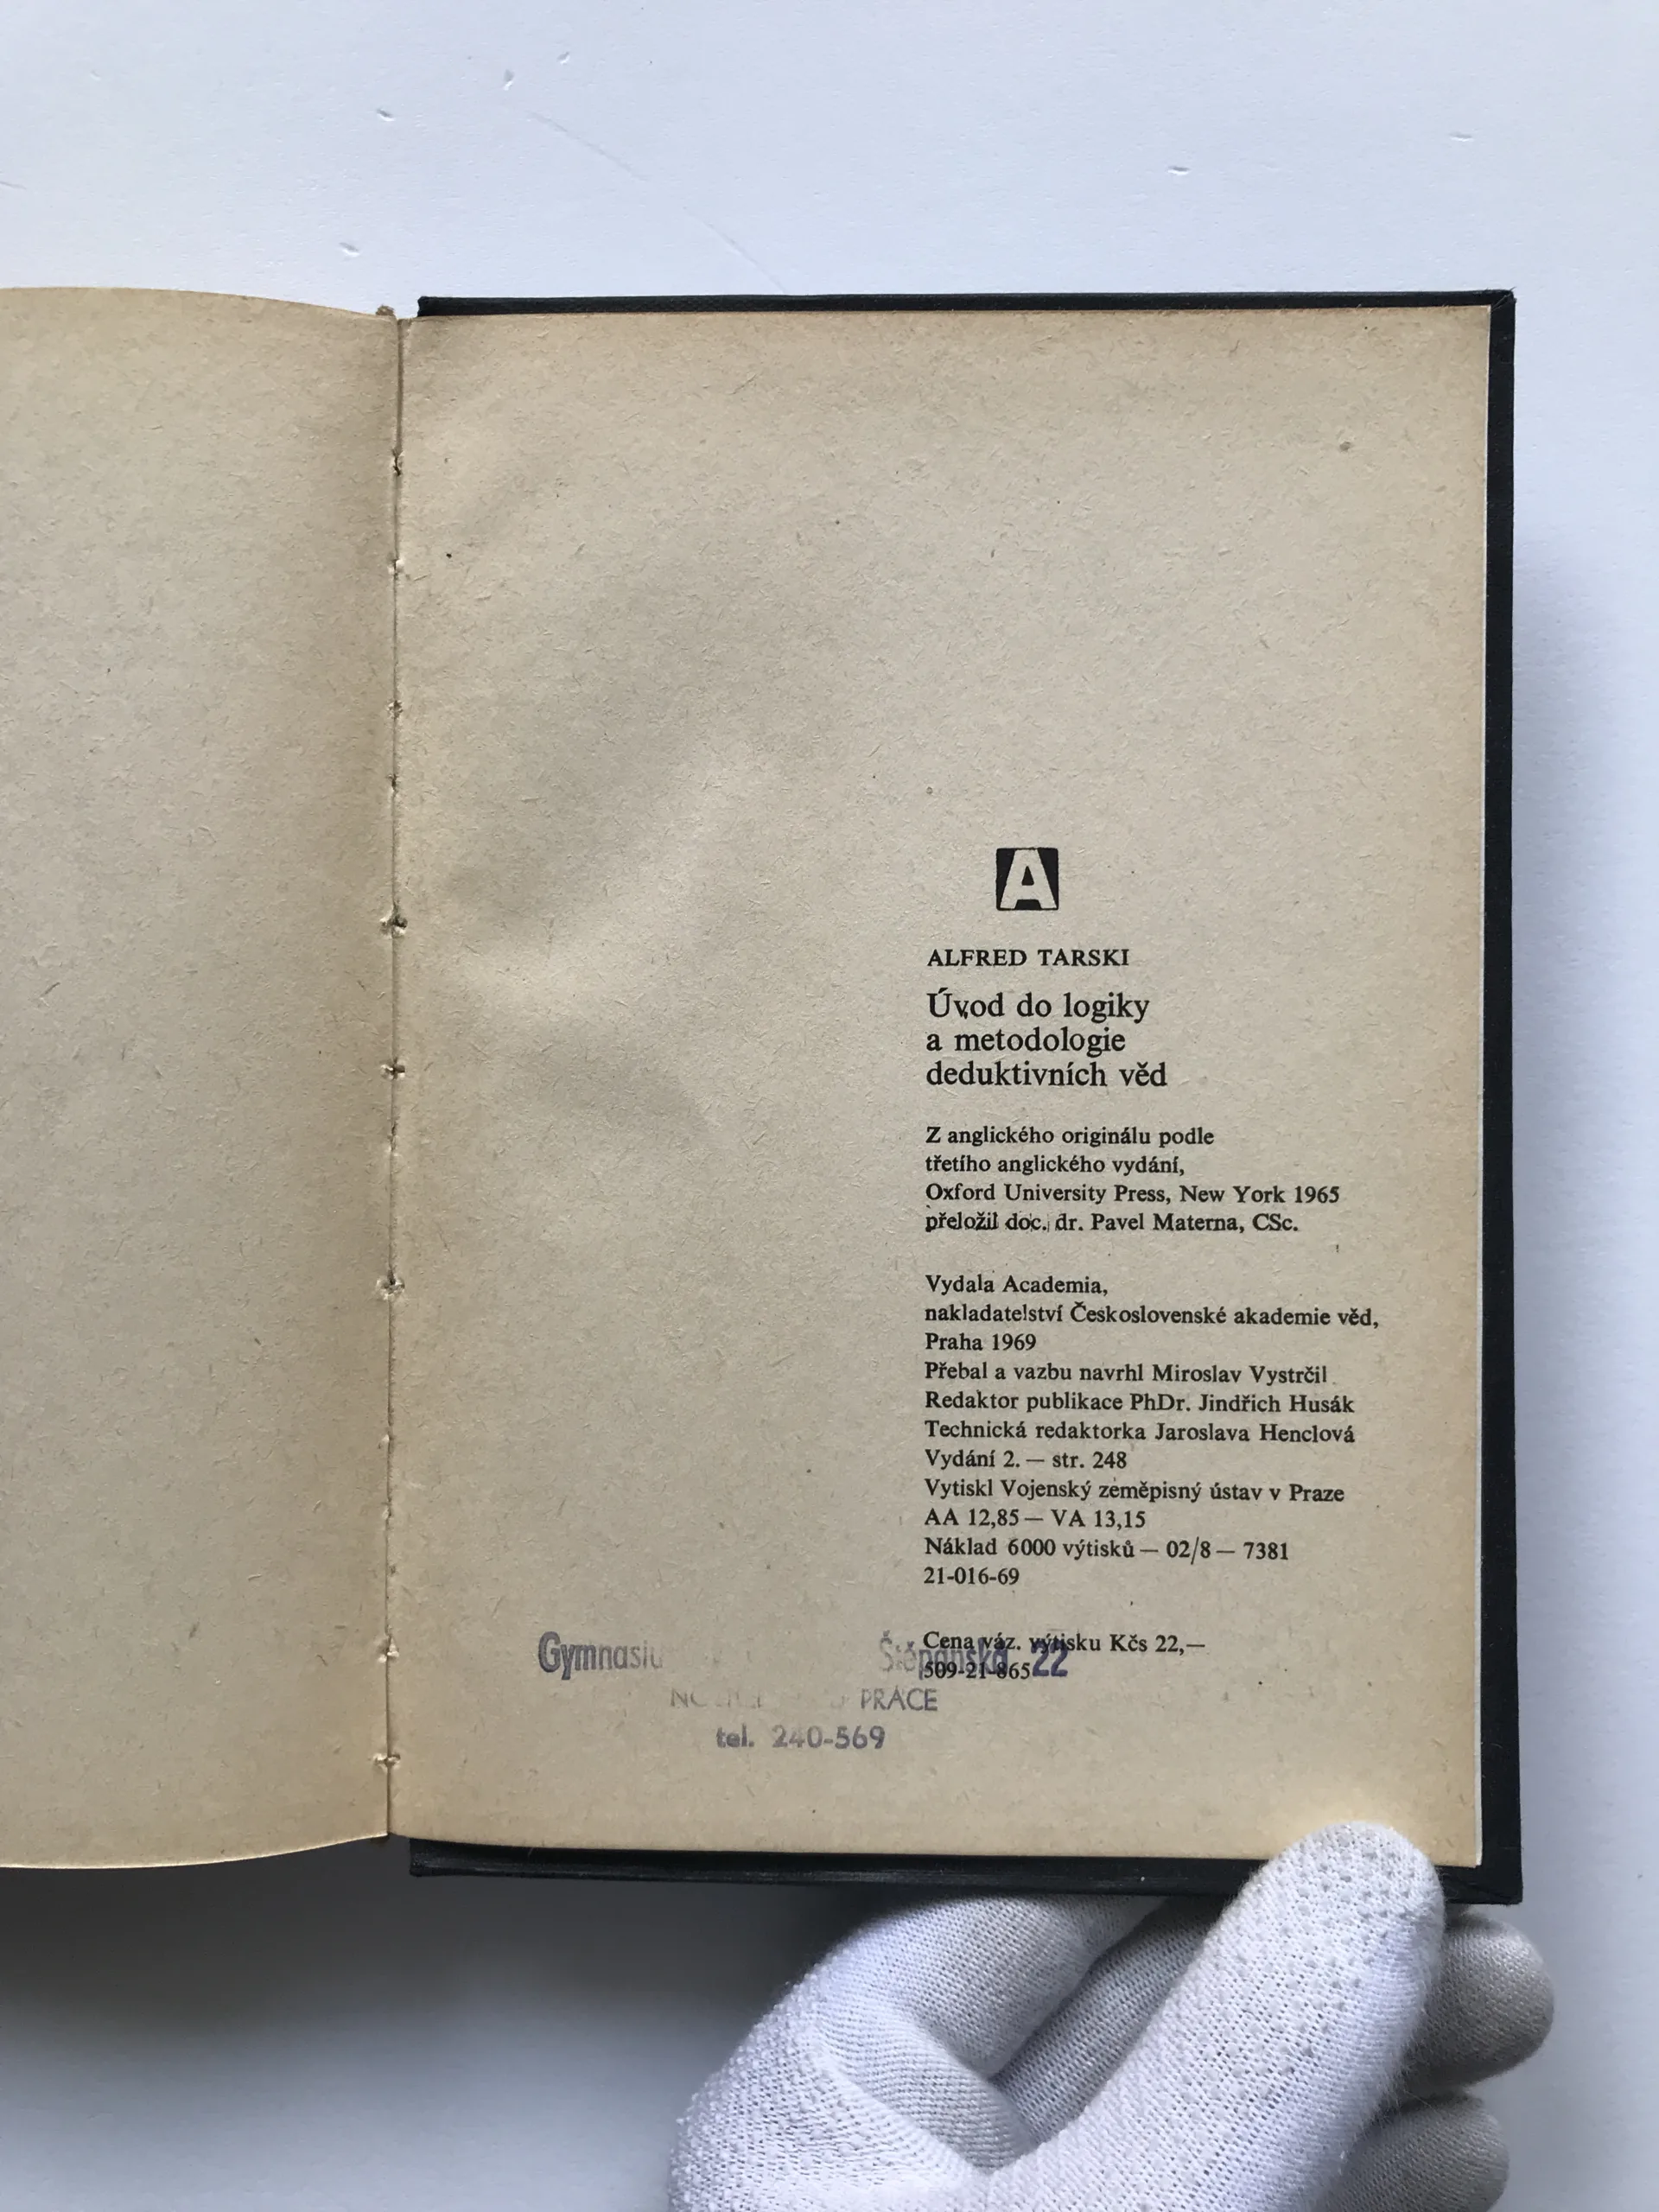 A
ALFRED TARSKI
Úvod do logiky
a metodologie
deduktivních věd
Z anglického originálu podle
třetího anglického vydání,
Oxford University Press, New York 1965
přeložil doc. dr. Pavel Materna, CSc.
Vydala Academia,
nakladatelství Československé akademie věd,
Praha 1969
Přebal a vazbu navrhl Miroslav Vystrčil
Redaktor publikace PhDr. Jindřich Husák
Technická redaktorka Jaroslava Henclová
Vydání 2. — str. 248
Vytiskl Vojenský zeměpisný ústav v Praze
AA 12,85 — VA 13,15
Náklad 6000 výtisků — 02/8 — 7381
21-016-69
Cena váz. výtisku Kčs 22,—
509-21-865
Štěpánská 22
PRÁCE
tel. 240-569